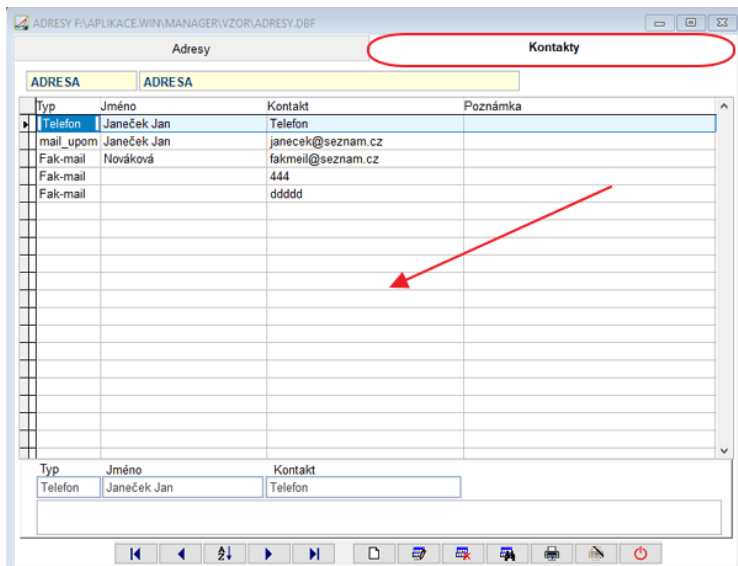 ADRESY F:\APLIKACE.WIN\MANAGER\VZOR\ADRESY.DBF
Adresy Kontakty
ADRESA ADRESA
Typ Jméno Kontakt Poznámka
Telefon Janeček Jan Telefon
mail_upom Janeček Jan janecek@seznam.cz
Fak-mail Nováková fakmeil@seznam.cz
Fak-mail 444
Fak-mail ddddd
Typ Jméno Kontakt
Telefon Janeček Jan Telefon